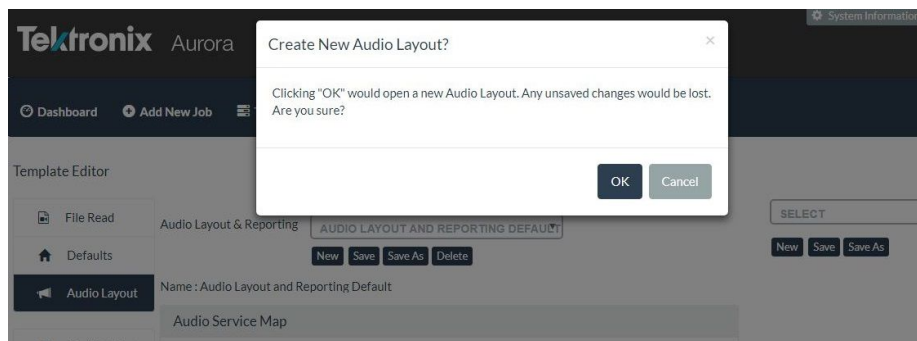 System Information
Tektronix Aurora
Create New Audio Layout?
×
Clicking "OK" would open a new Audio Layout. Any unsaved changes would be lost.
Are you sure?
OK Cancel
Dashboard Add New Job
Template Editor
File Read
Defaults
Audio Layout
Audio Layout & Reporting AUDIO LAYOUT AND REPORTING DEFAULT
New Save Save As Delete
Name : Audio Layout and Reporting Default
Audio Service Map
SELECT
New Save Save As